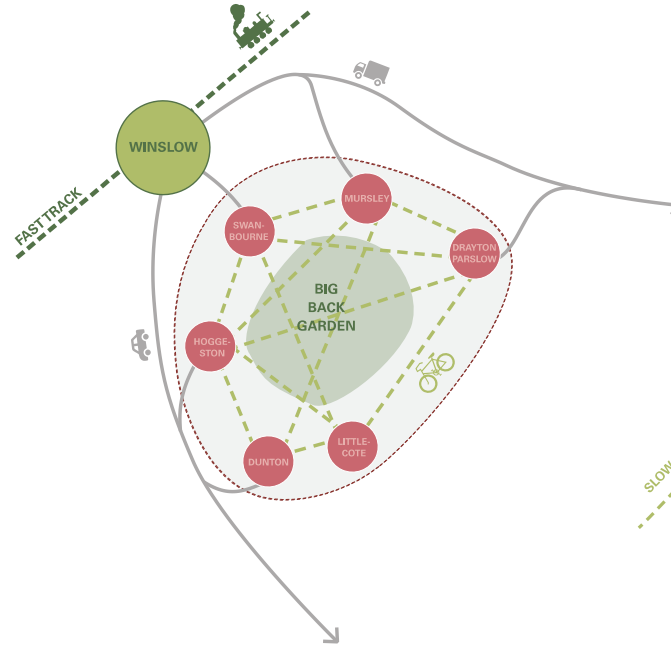 WINSLOW
FAST TRACK
MURSLEY
SWAN-
BOURNE
DRAYTON
PARSLOW
BIG
BACK
GARDEN
HOGGE-
STON
LITTLE-
COTE
DUNTON
SLOW